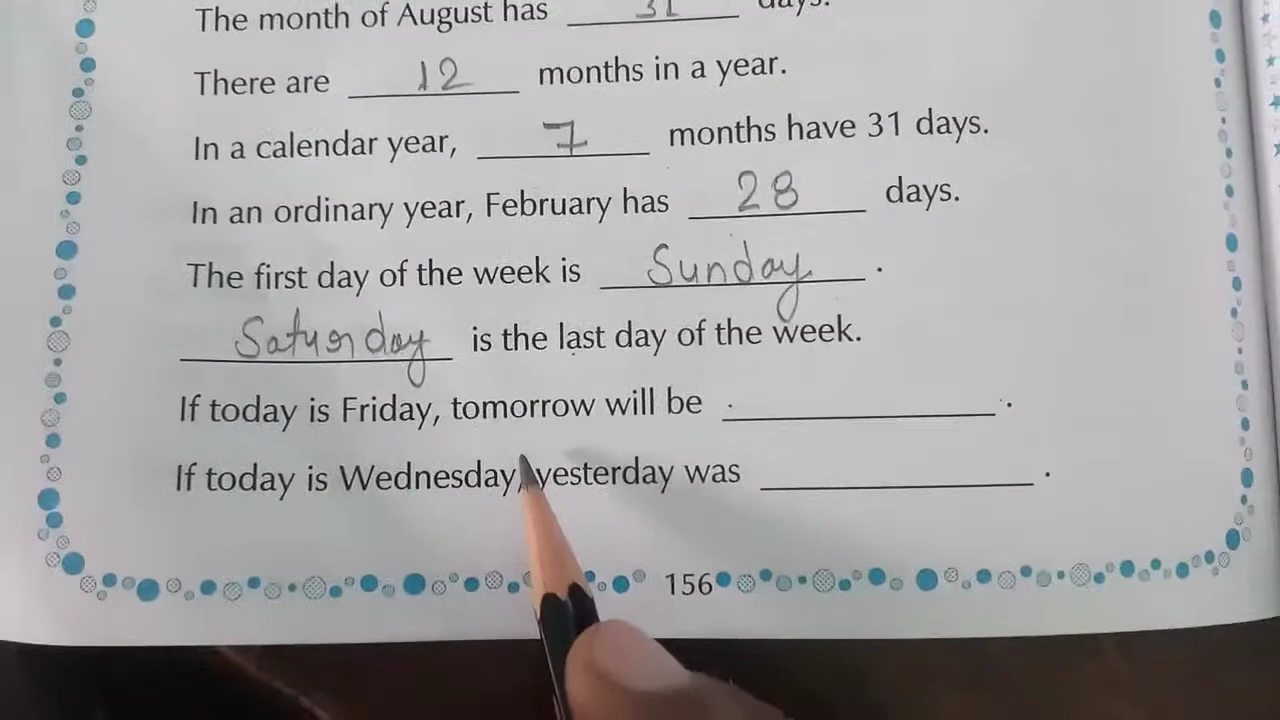 The month of August has 31 days.
There are 12 months in a year.
In a calendar year, 7 months have 31 days.
In an ordinary year, February has 28 days.
The first day of the week is Sunday.
Saturday is the last day of the week.
If today is Friday, tomorrow will be ____________.
If today is Wednesday, yesterday was ____________.
156